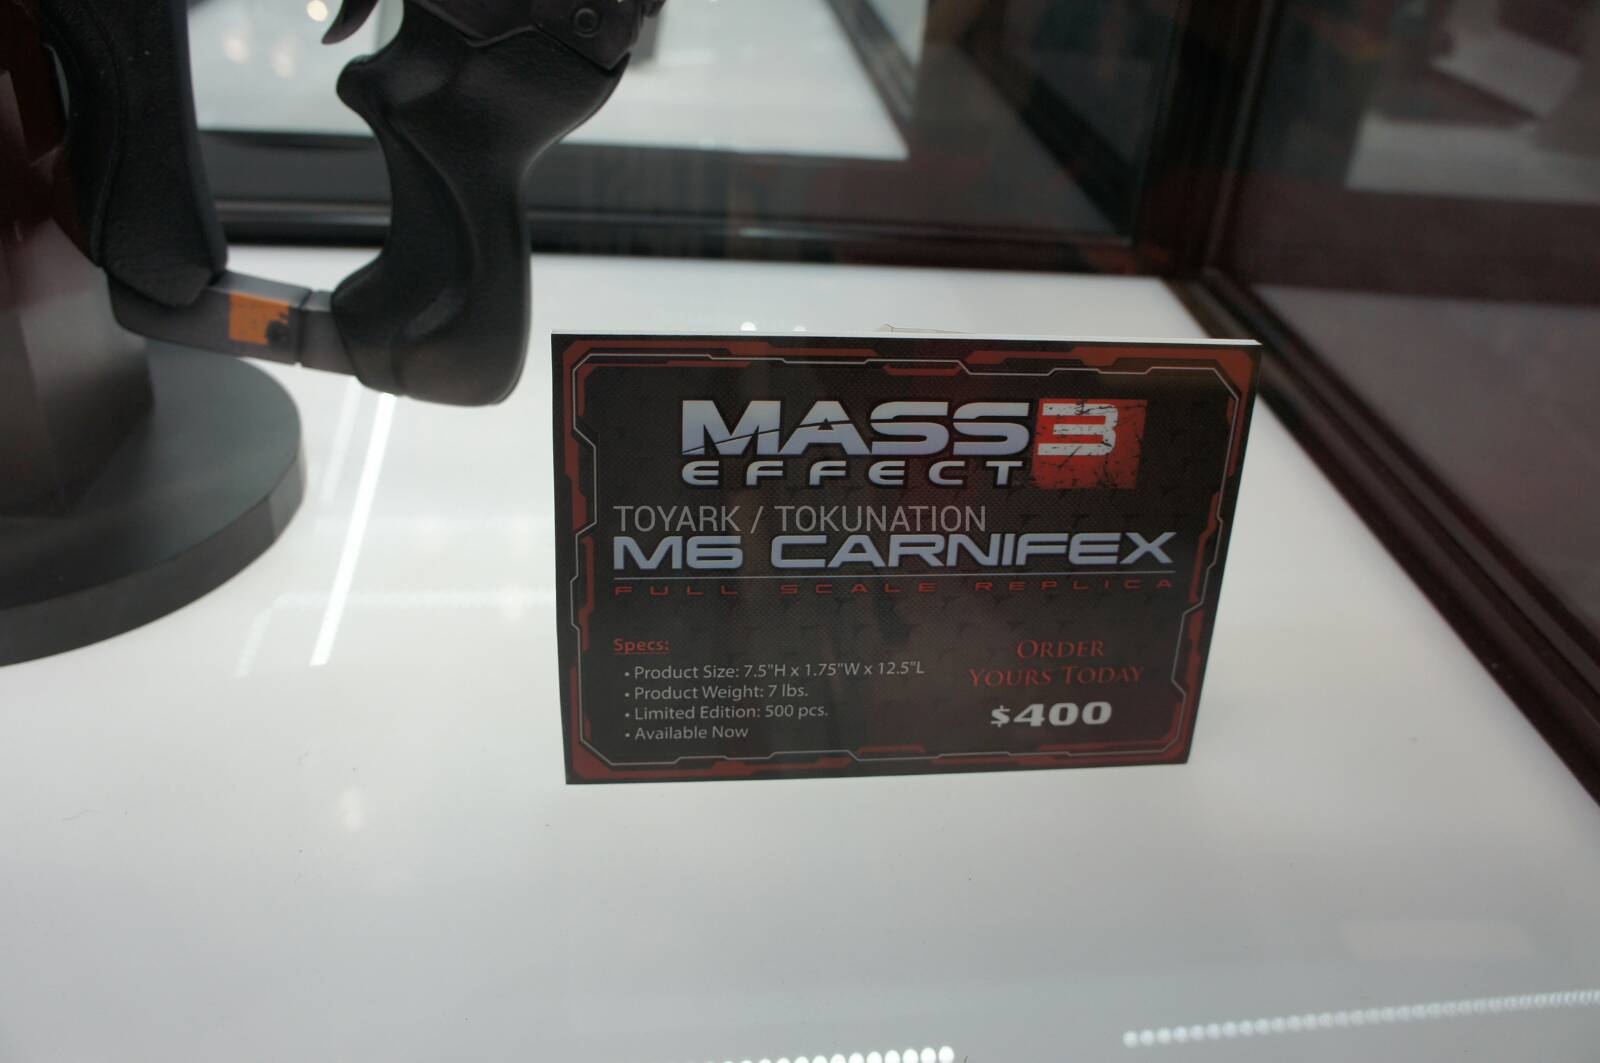 MASS 3
EFFECT
TOYARK / TOKUNATION
M6 CARNIFEX
FULL SCALE REPLICA
Specs:
• Product Size: 7.5"H x 1.75"W x 12.5"L
• Product Weight: 7 lbs.
• Limited Edition: 500 pcs.
• Available Now
ORDER
YOURS TODAY
$400